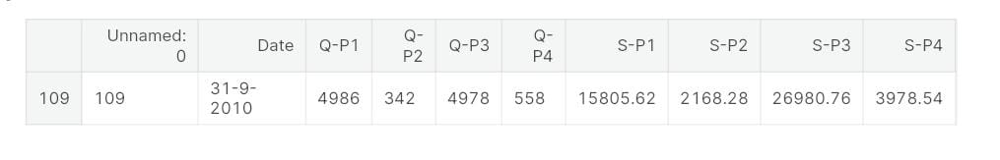 Unnamed: 0 Date Q-P1 Q-P2 Q-P3 Q-P4 S-P1 S-P2 S-P3 S-P4
109 109 31-9-2010 4986 342 4978 558 15805.62 2168.28 26980.76 3978.54